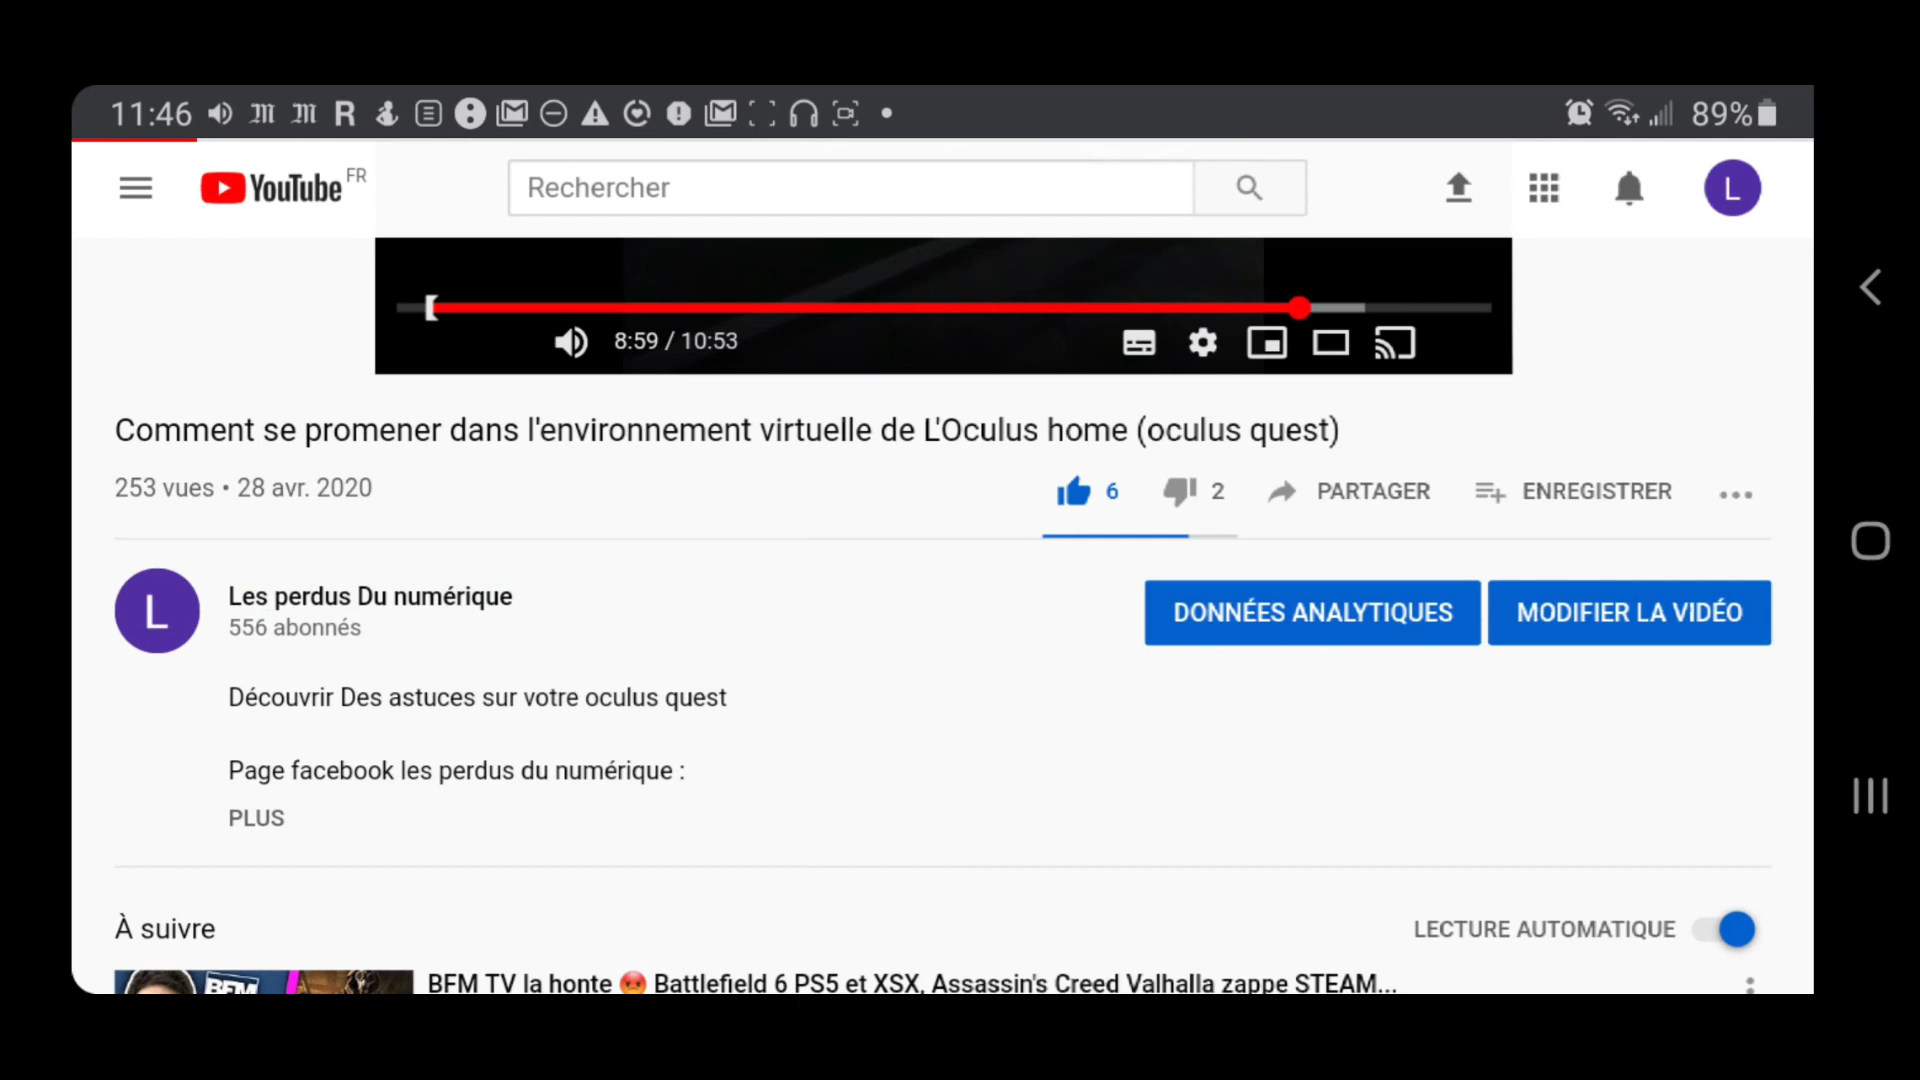 11:46 R 89%
YouTube FR
Rechercher
L
8:59 / 10:53
Comment se promener dans l'environnement virtuelle de L'Oculus home (oculus quest)
253 vues • 28 avr. 2020
6 2 PARTAGER ENREGISTRER
L
Les perdus Du numérique
556 abonnés
DONNÉES ANALYTIQUES MODIFIER LA VIDÉO
Découvrir Des astuces sur votre oculus quest
Page facebook les perdus du numérique :
PLUS
À suivre
LECTURE AUTOMATIQUE
BFM
BFM TV la honte 😡 Battlefield 6 PS5 et XSX, Assassin's Creed Valhalla zappe STEAM...